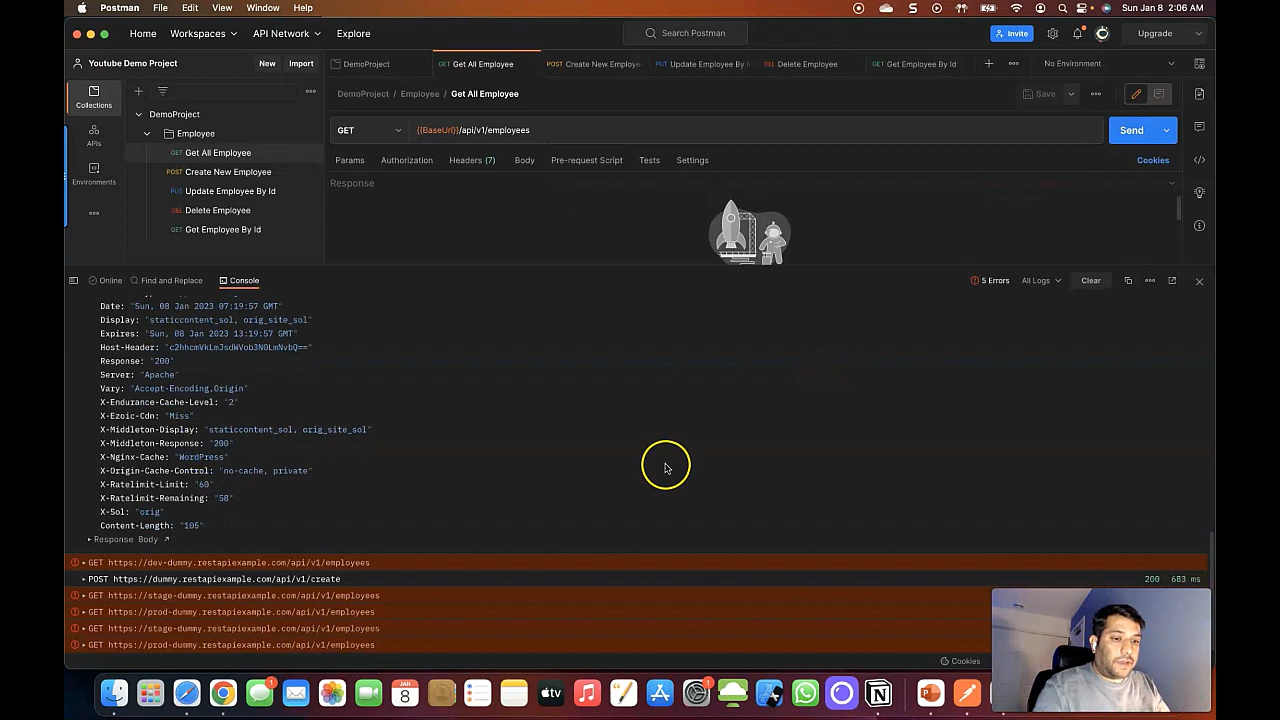 Postman File Edit View Window Help Sun Jan 8 2:06 AM
Home Workspaces API Network Explore Search Postman Invite Upgrade
Youtube Demo Project New Import DemoProject GET Get All Employee POST Create New Employe PUT Update Employee By I DEL Delete Employee GET Get Employee By Id No Environment
Collections
DemoProject / Employee / Get All Employee Save
DemoProject
GET {{BaseUrl}}/api/v1/employees Send
Employee
APIs
GET Get All Employee
Params Authorization Headers (7) Body Pre-request Script Tests Settings Cookies
POST Create New Employee
Environments
Response
PUT Update Employee By Id
DEL Delete Employee
GET Get Employee By Id
Online Find and Replace Console 5 Errors All Logs Clear
Date: "Sun, 08 Jan 2023 07:19:57 GMT"
Display: "staticcontent_sol, orig_site_sol"
Expires: "Sun, 08 Jan 2023 13:19:57 GMT"
Host-Header: "c2hhcmVkLmJsdWVob3N0LmNvbQ=="
Response: "200"
Server: "Apache"
Vary: "Accept-Encoding,Origin"
X-Endurance-Cache-Level: "2"
X-Ezoic-Cdn: "Miss"
X-Middleton-Display: "staticcontent_sol, orig_site_sol"
X-Middleton-Response: "200"
X-Nginx-Cache: "WordPress"
X-Origin-Cache-Control: "no-cache, private"
X-Ratelimit-Limit: "60"
X-Ratelimit-Remaining: "58"
X-Sol: "orig"
Content-Length: "105"
Response Body
GET https://dev-dummy.restapiexample.com/api/v1/employees
POST https://dummy.restapiexample.com/api/v1/create 200 683 ms
GET https://stage-dummy.restapiexample.com/api/v1/employees
GET https://prod-dummy.restapiexample.com/api/v1/employees
GET https://stage-dummy.restapiexample.com/api/v1/employees
GET https://prod-dummy.restapiexample.com/api/v1/employees
Cookies